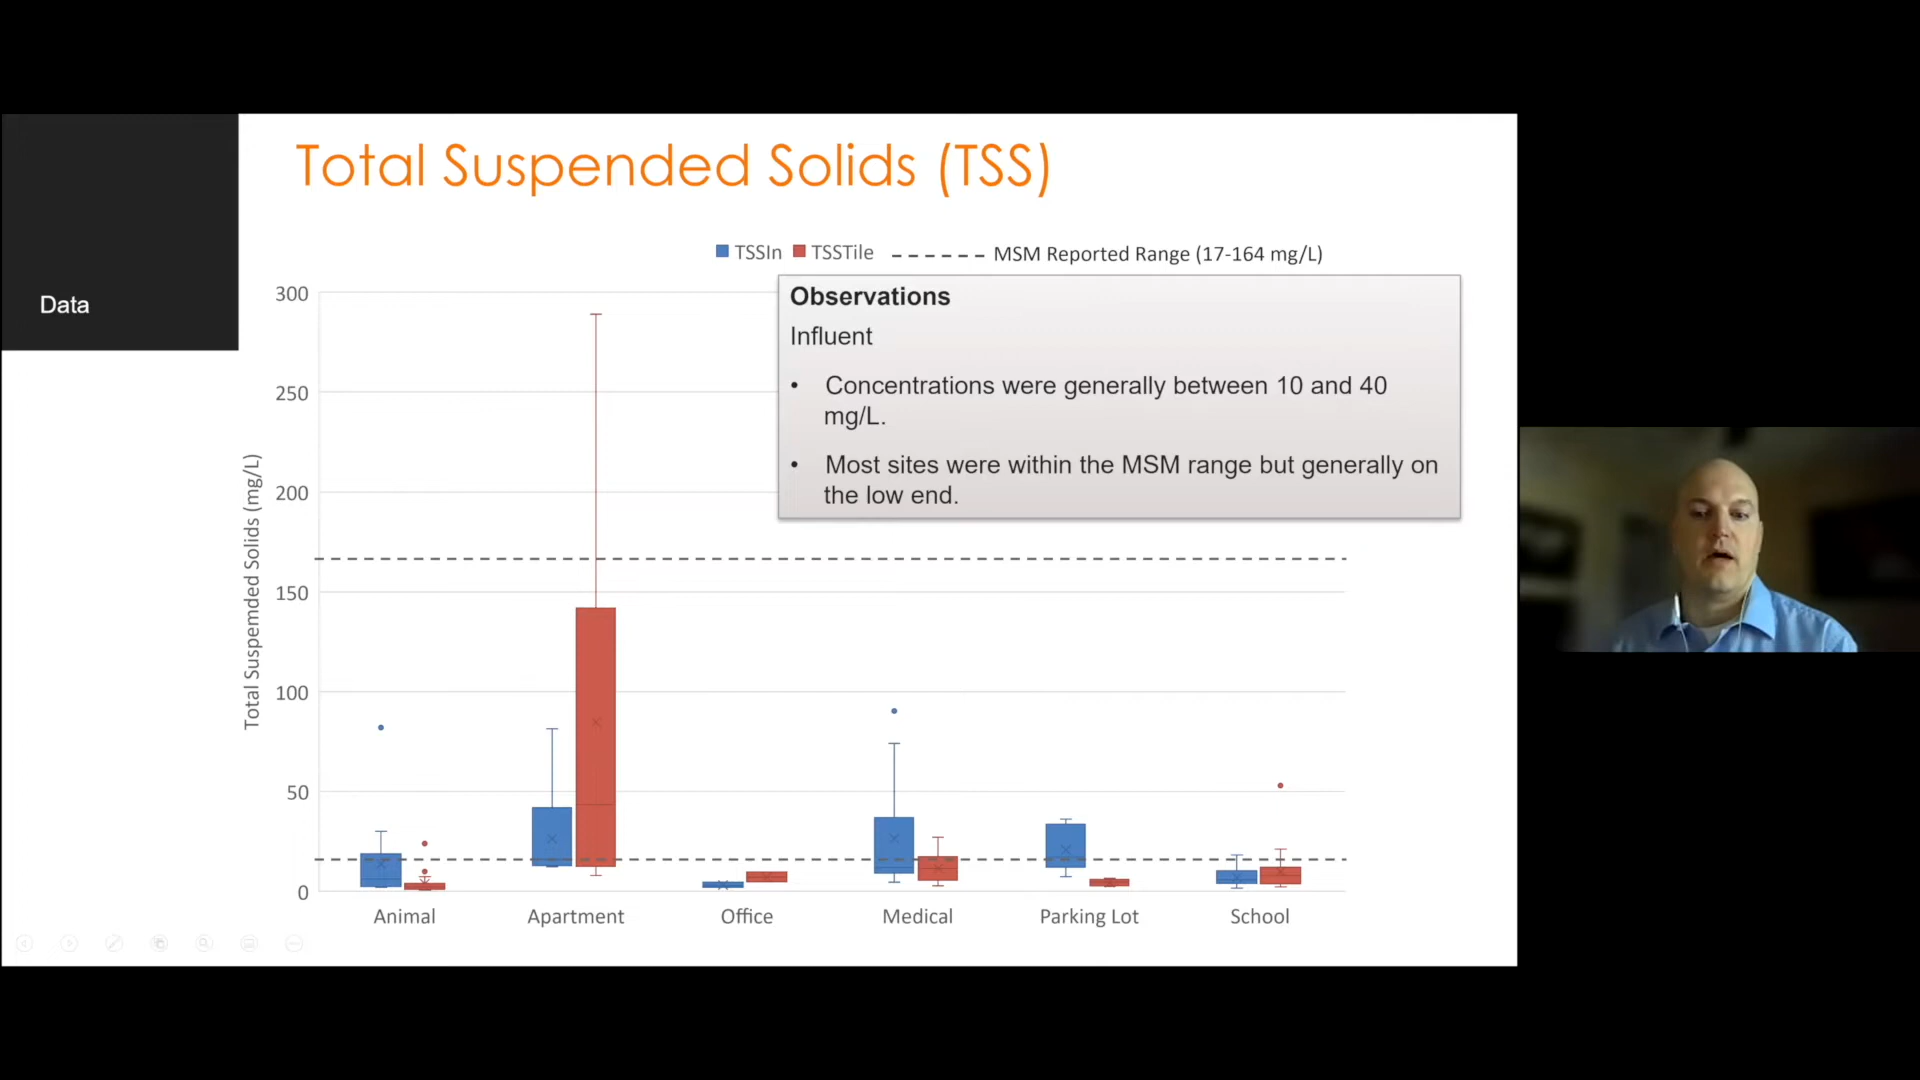 Total Suspended Solids (TSS)
Data
TSSIn TSSTile MSM Reported Range (17-164 mg/L)
Observations
Influent
• Concentrations were generally between 10 and 40
mg/L.
• Most sites were within the MSM range but generally on
the low end.
Total Suspemded Solids (mg/L)
300
250
200
150
100
50
0
Animal Apartment Office Medical Parking Lot School